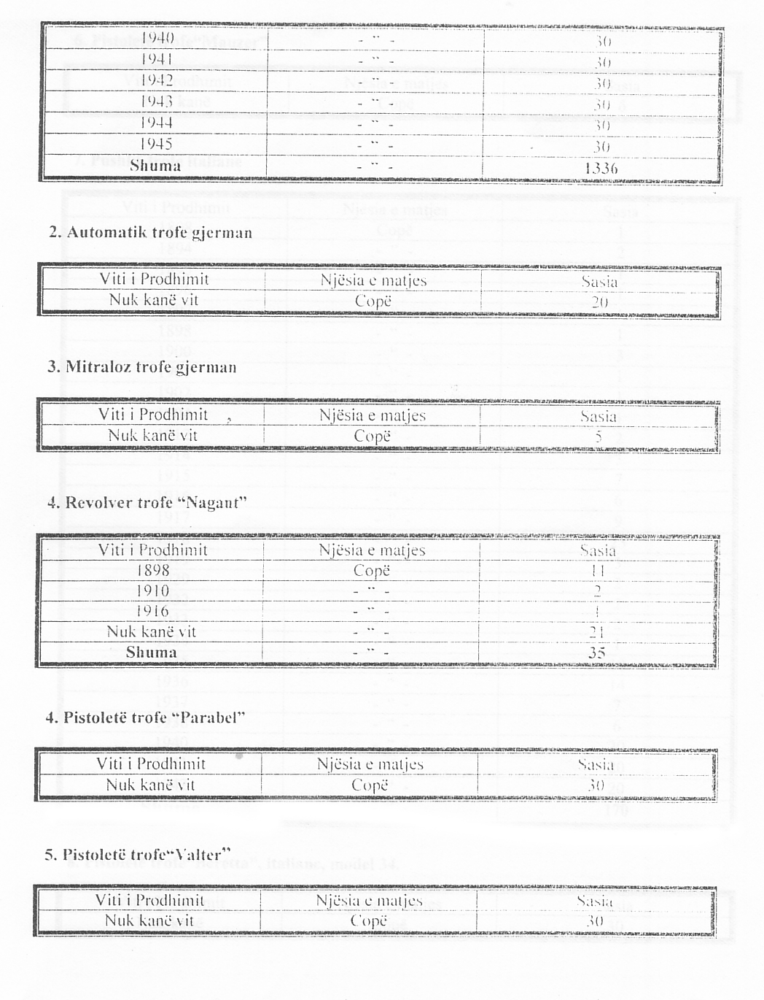 1940 - " - 30
1941 - " - 30
1942 - " - 30
1943 - " - 30
1944 - " - 30
1945 - " - 30
Shuma - " - 1336
2. Automatik trofe gjerman
Viti i Prodhimit Njësia e matjes Sasia
Nuk kanë vit Copë 20
3. Mitraloz trofe gjerman
Viti i Prodhimit Njësia e matjes Sasia
Nuk kanë vit Copë 5
4. Revolver trofe “Nagant”
Viti i Prodhimit Njësia e matjes Sasia
1898 Copë 11
1910 - " - 2
1916 - " - 1
Nuk kanë vit - " - 21
Shuma - " - 35
4. Pistoletë trofe “Parabel”
Viti i Prodhimit Njësia e matjes Sasia
Nuk kanë vit Copë 30
5. Pistoletë trofe“Valter”
Viti i Prodhimit Njësia e matjes Sasia
Nuk kanë vit Copë 30